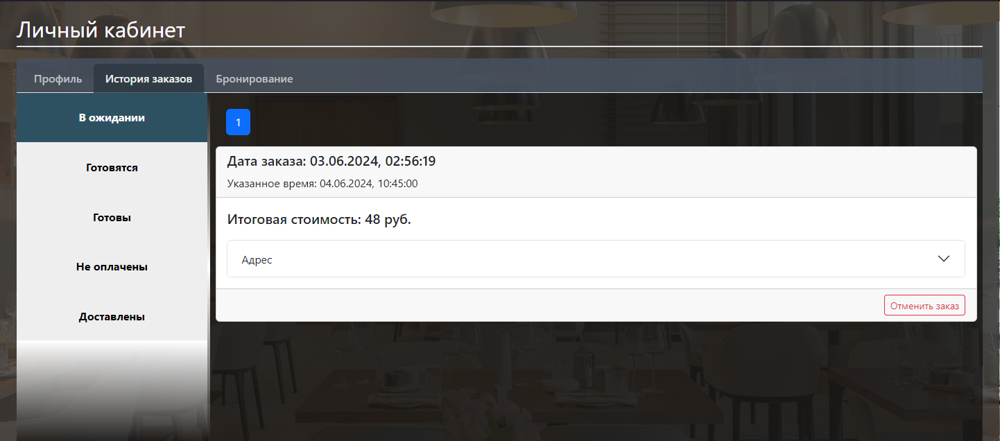 Личный кабинет
Профиль История заказов Бронирование
В ожидании
Готовятся
Готовы
Не оплачены
Доставлены
1
Дата заказа: 03.06.2024, 02:56:19
Указанное время: 04.06.2024, 10:45:00
Итоговая стоимость: 48 руб.
Адрес
Отменить заказ